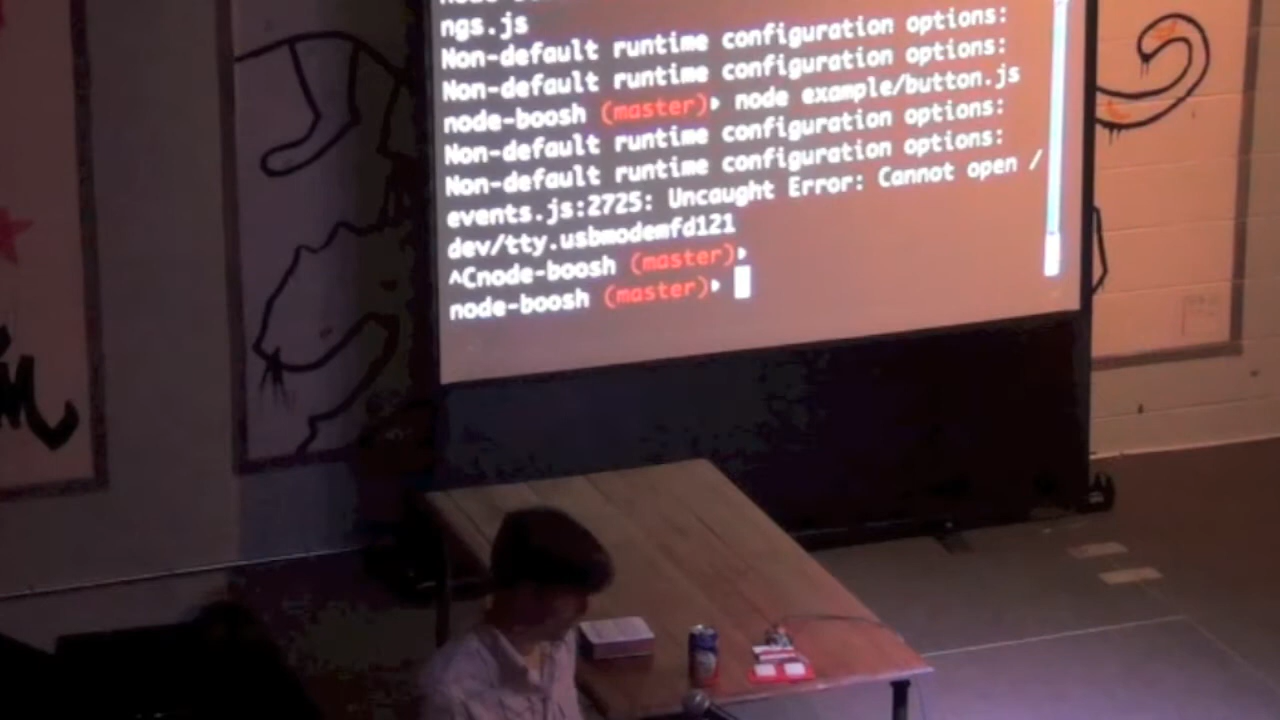 ngs.js
Non-default runtime configuration options:
Non-default runtime configuration options:
node-boosh (master) node example/button.js
Non-default runtime configuration options:
Non-default runtime configuration options:
events.js:2725: Uncaught Error: Cannot open /
dev/tty.usbmodemfd121
^Cnode-boosh (master)
node-boosh (master)